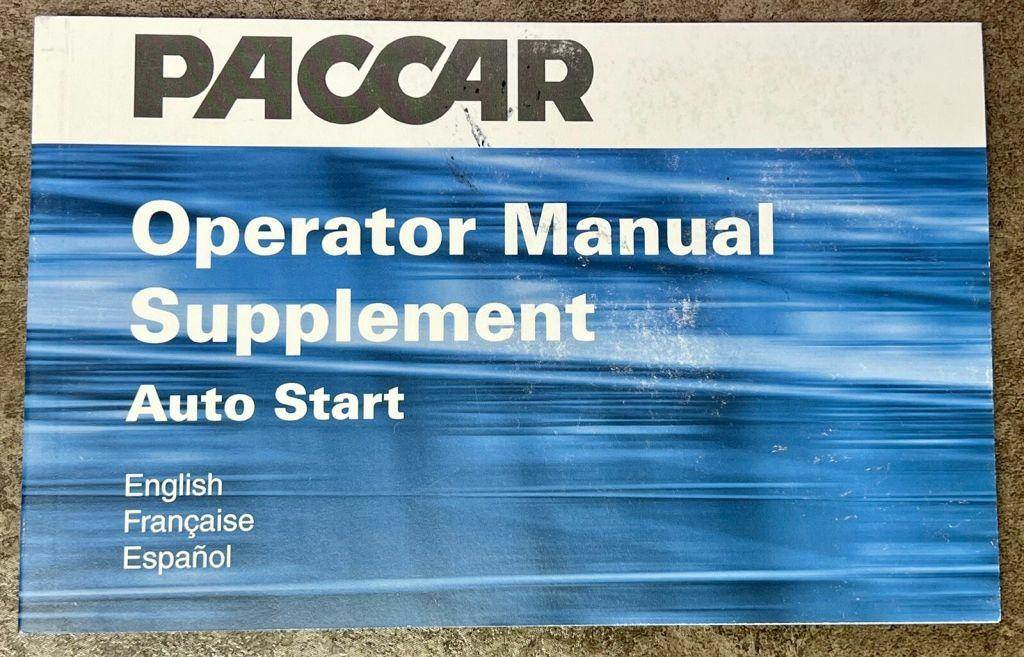 PACCAR
Operator Manual
Supplement
Auto Start
English
Française
Español